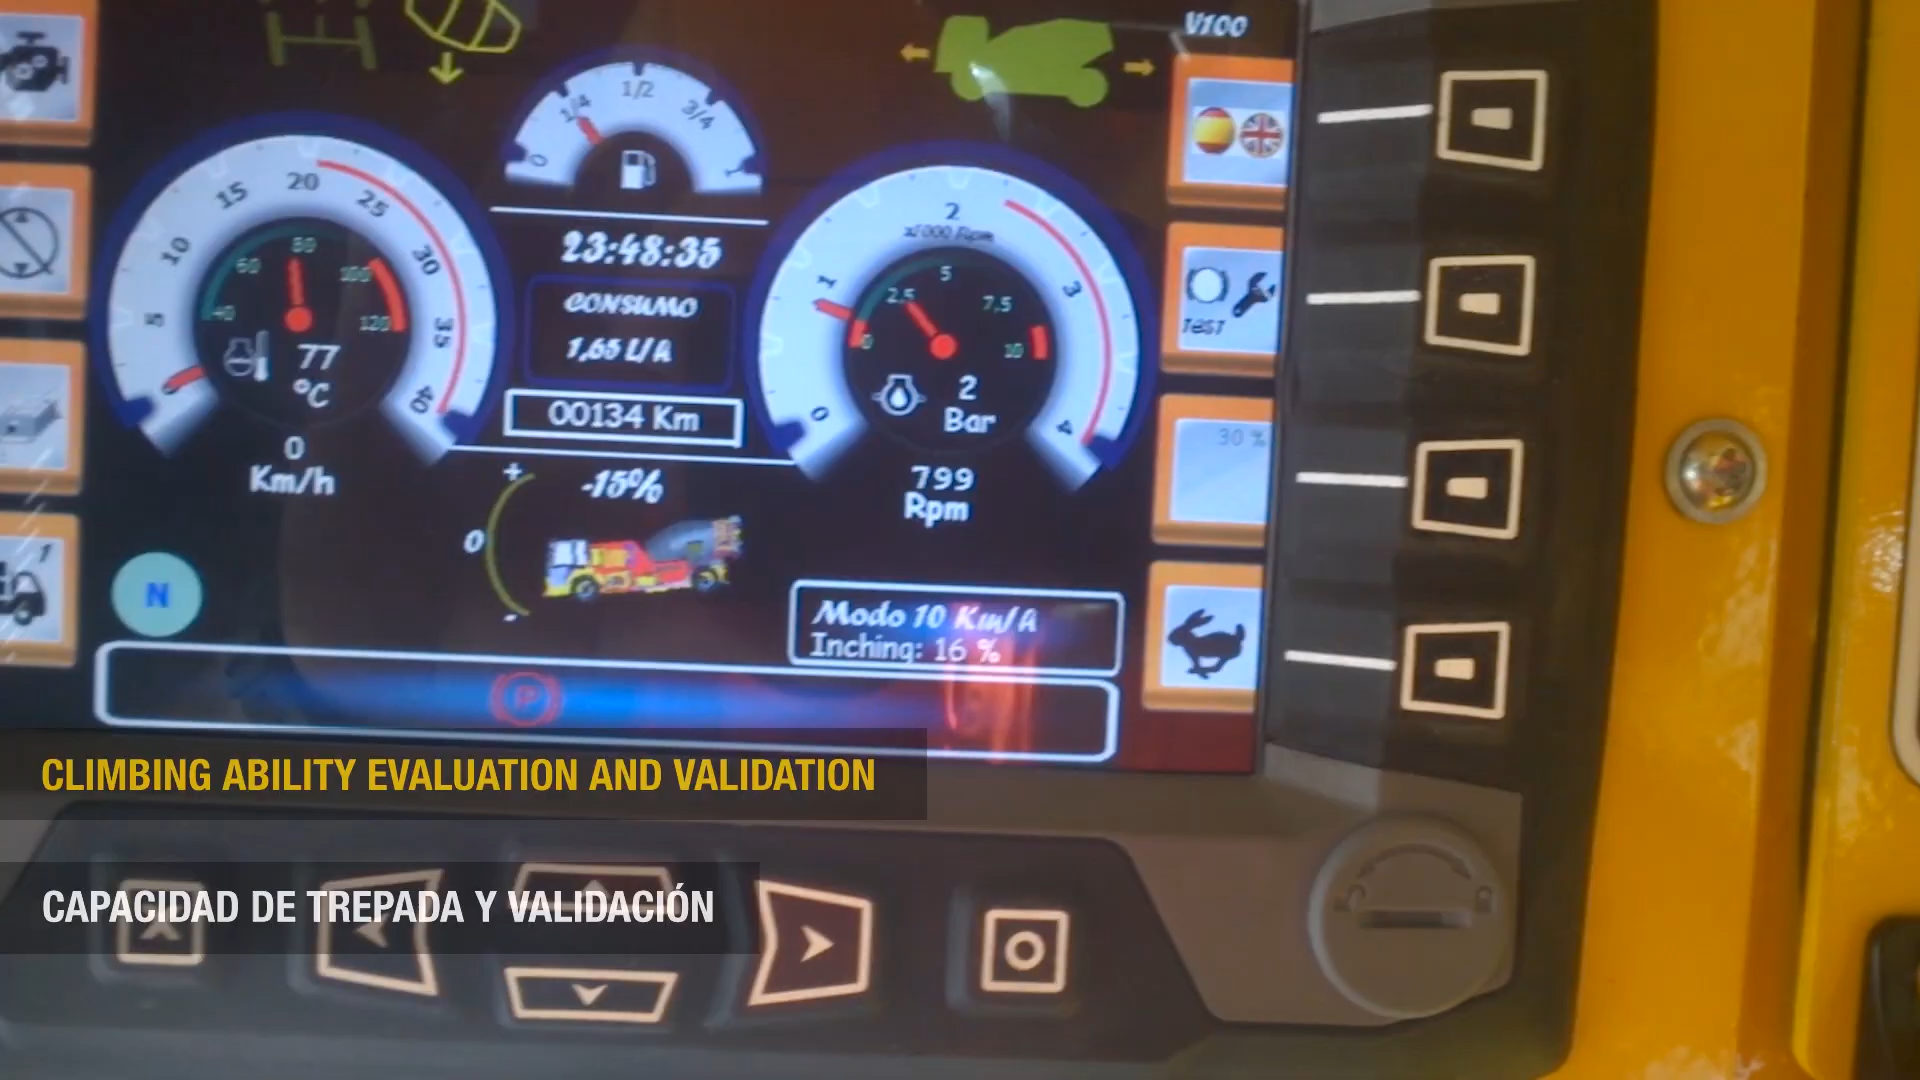 V100
0 1/4 1/2 3/4 1
0 5 10 15 20 25 30 35 40
40 60 80 100 120
77
°C
0
Km/h
23:48:35
CONSUMO
1,65 L/h
00134 Km
0 1 2 3 4
x1000 Rpm
0 2,5 5 7,5 10
2
Bar
799
Rpm
TEST
30 %
1
+
-15%
0
-
N
Modo 10 Km/h
Inching: 16 %
(P)
CLIMBING ABILITY EVALUATION AND VALIDATION
CAPACIDAD DE TREPADA Y VALIDACIÓN